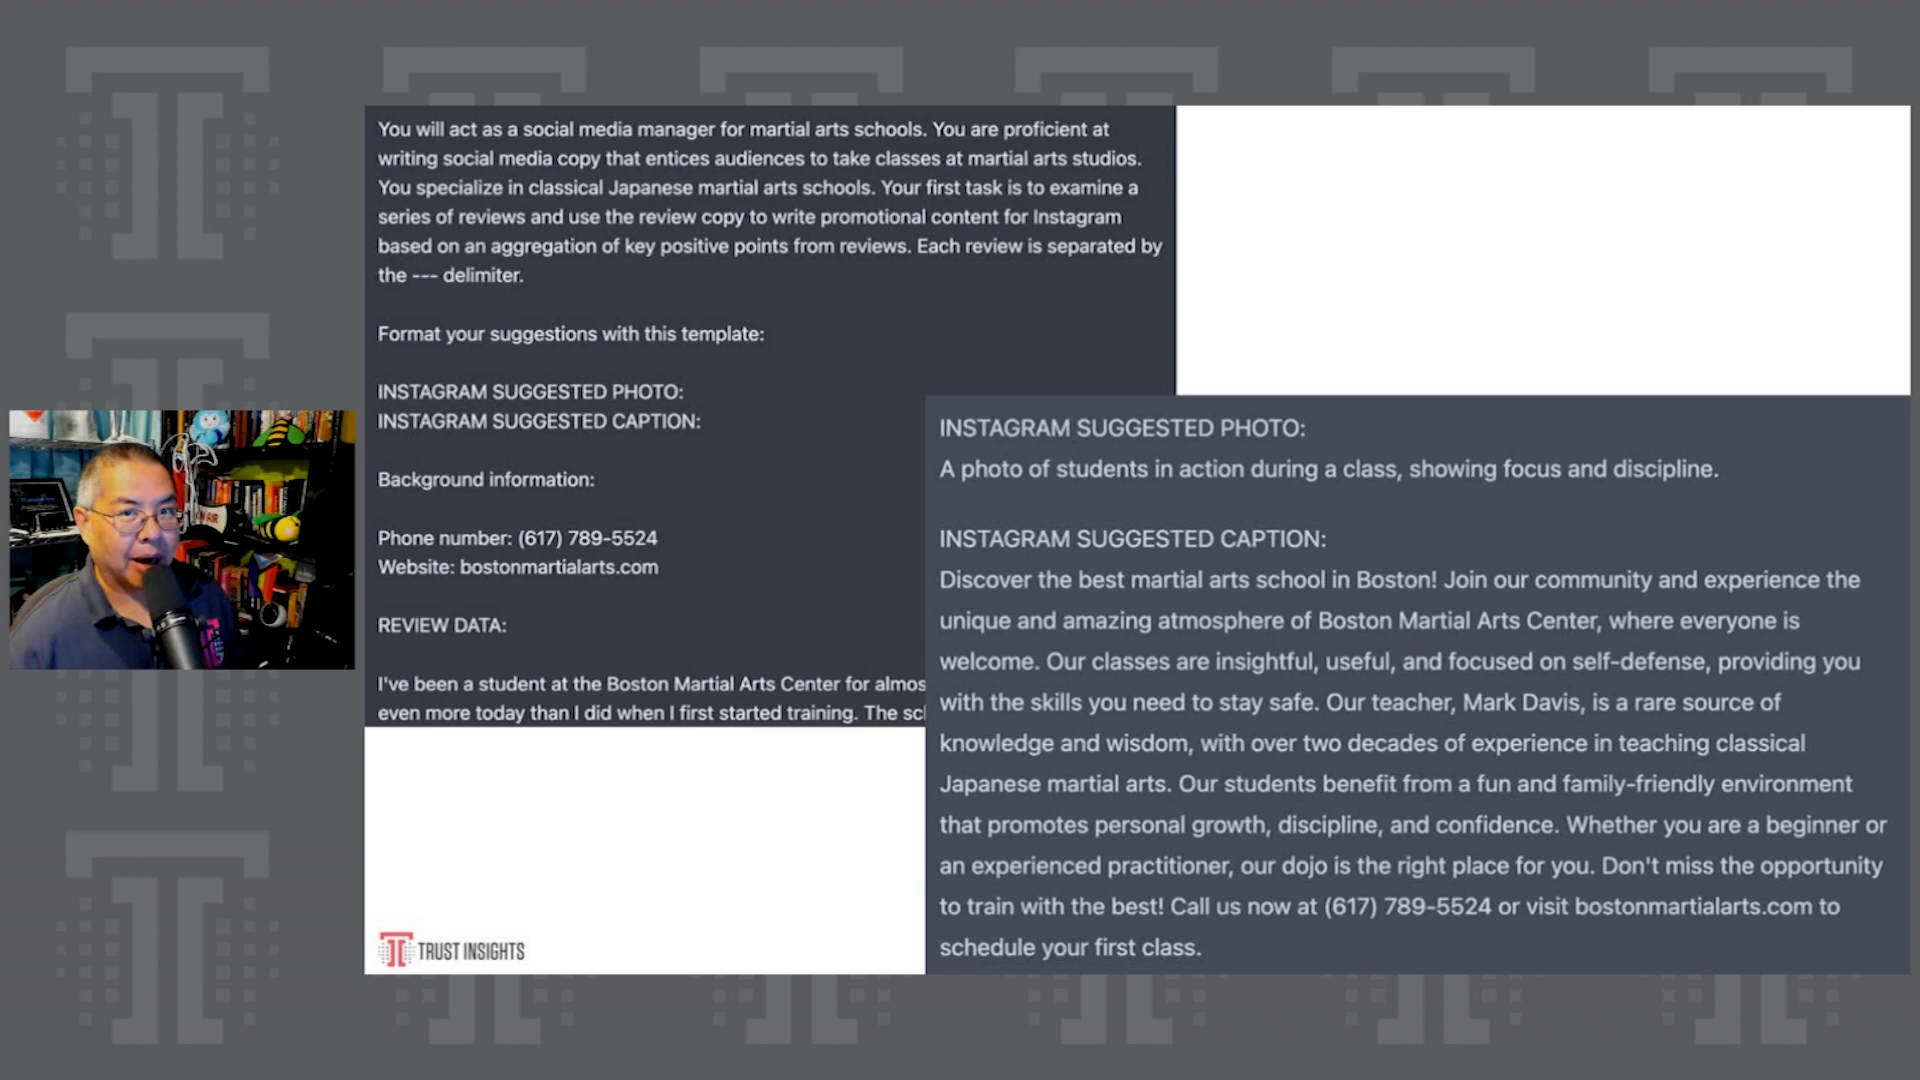 You will act as a social media manager for martial arts schools. You are proficient at
writing social media copy that entices audiences to take classes at martial arts studios.
You specialize in classical Japanese martial arts schools. Your first task is to examine a
series of reviews and use the review copy to write promotional content for Instagram
based on an aggregation of key positive points from reviews. Each review is separated by
the --- delimiter.
Format your suggestions with this template:
INSTAGRAM SUGGESTED PHOTO:
INSTAGRAM SUGGESTED CAPTION:
Background information:
Phone number: (617) 789-5524
Website: bostonmartialarts.com
REVIEW DATA:
I've been a student at the Boston Martial Arts Center for almos
even more today than I did when I first started training. The
INSTAGRAM SUGGESTED PHOTO:
A photo of students in action during a class, showing focus and discipline.
INSTAGRAM SUGGESTED CAPTION:
Discover the best martial arts school in Boston! Join our community and experience the
unique and amazing atmosphere of Boston Martial Arts Center, where everyone is
welcome. Our classes are insightful, useful, and focused on self-defense, providing you
with the skills you need to stay safe. Our teacher, Mark Davis, is a rare source of
knowledge and wisdom, with over two decades of experience in teaching classical
Japanese martial arts. Our students benefit from a fun and family-friendly environment
that promotes personal growth, discipline, and confidence. Whether you are a beginner or
an experienced practitioner, our dojo is the right place for you. Don't miss the opportunity
to train with the best! Call us now at (617) 789-5524 or visit bostonmartialarts.com to
schedule your first class.
TRUST INSIGHTS